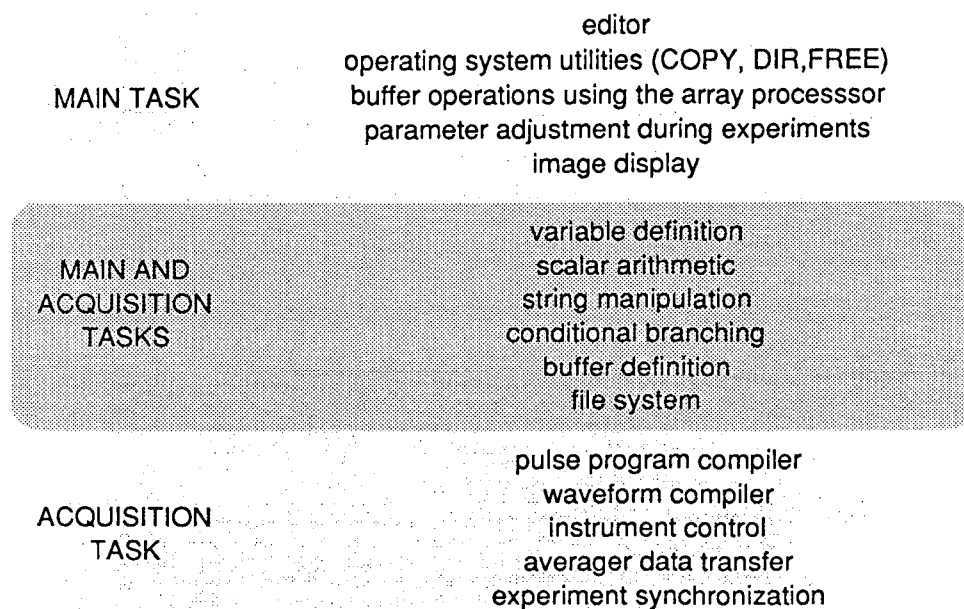 editor
operating system utilities (COPY, DIR,FREE)
MAIN TASK
buffer operations using the array processsor
parameter adjustment during experiments
image display
variable definition
MAIN AND
scalar arithmetic
ACQUISITION
string manipulation
TASKS
conditional branching
buffer definition
file system
pulse program compiler
waveform compiler
ACQUISITION
instrument control
TASK
averager data transfer
experiment synchronization